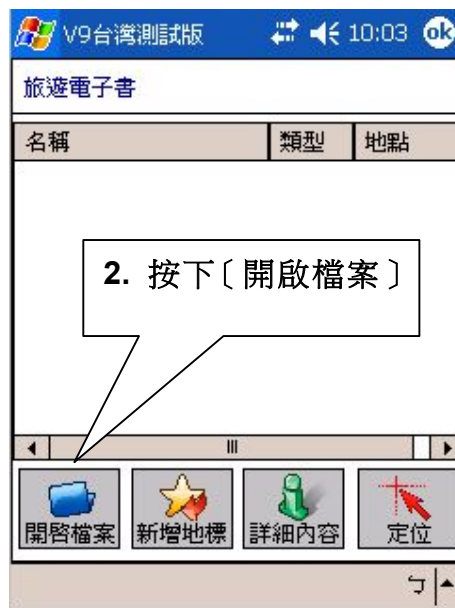 V9台灣測試版 10:03 ok
旅遊電子書
名稱 類型 地點
2. 按下〔開啟檔案〕
開啓檔案 新增地標 詳細內容 定位
ㄅ